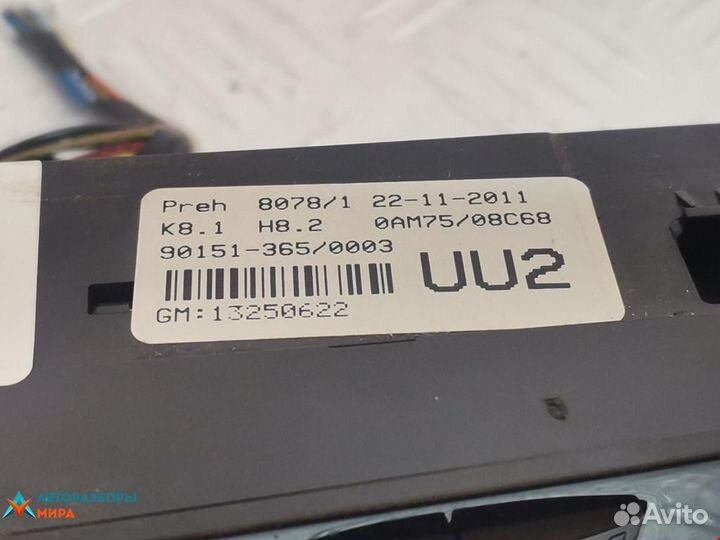 Preh 8078/1 22-11-2011
K8.1 H8.2 0AM75/08C68
90151-365/0003
UU2
GM:13250622
АВТОРАЗБОРЫ
МИРА
Avito